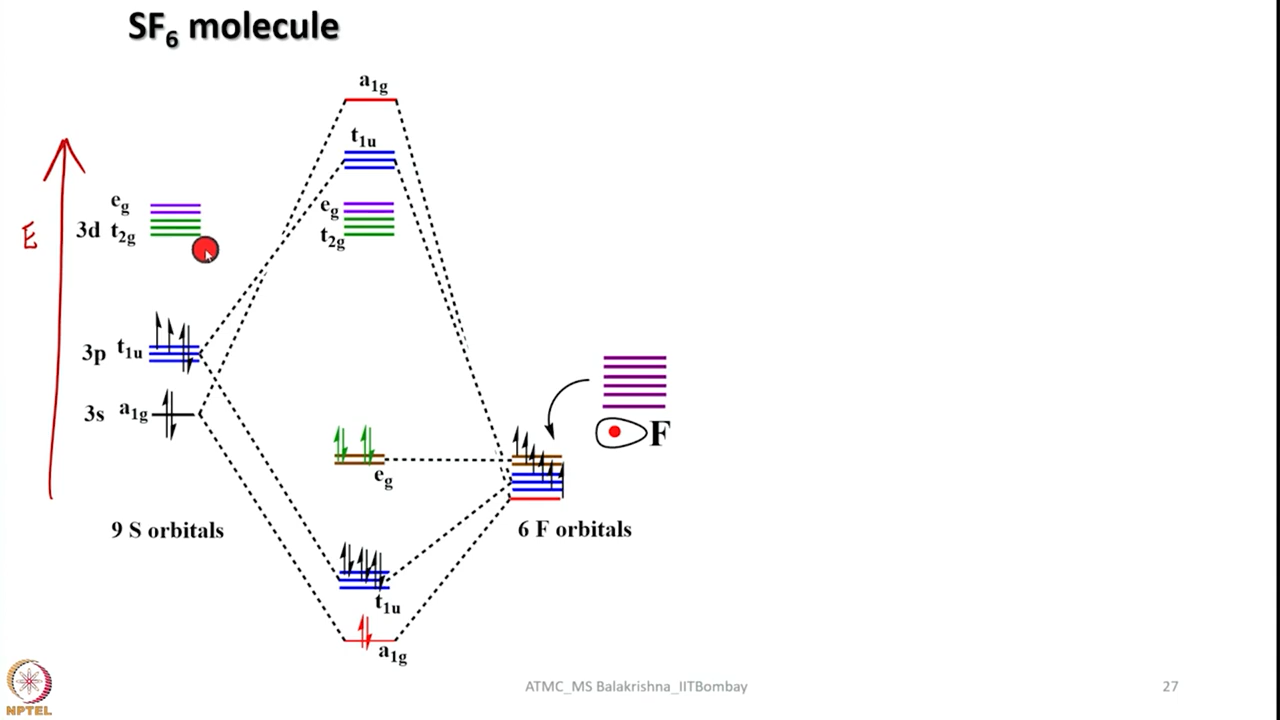 SF₆ molecule
a₁g
t₁u
E
3d
eg
t₂g
eg
t₂g
3p t₁u
3s a₁g
F
eg
9 S orbitals
6 F orbitals
t₁u
a₁g
NPTEL
ATMC_MS Balakrishna_IITBombay
27